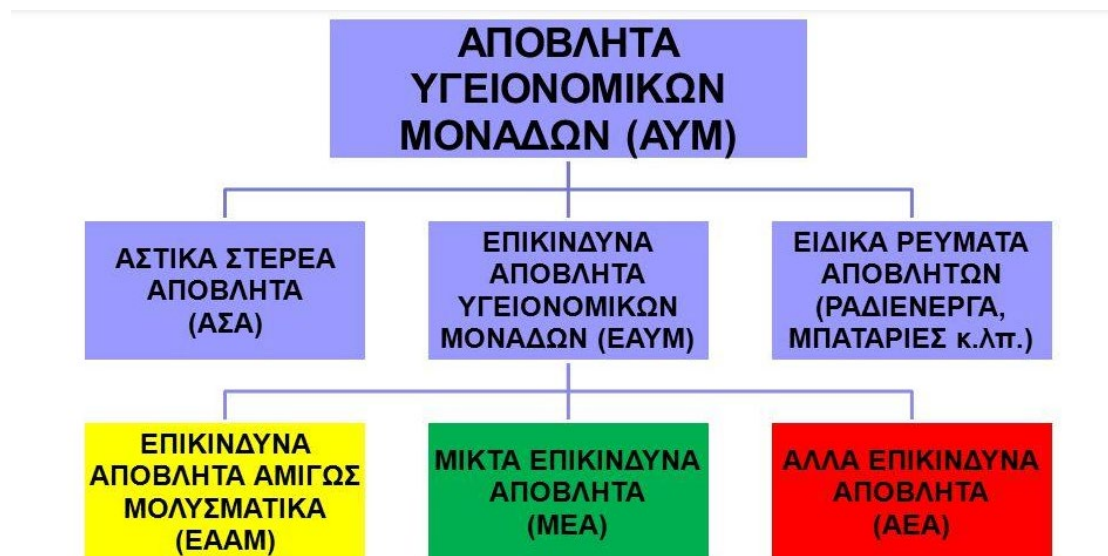 ΑΠΟΒΛΗΤΑ
ΥΓΕΙΟΝΟΜΙΚΩΝ
ΜΟΝΑΔΩΝ (ΑΥΜ)
ΑΣΤΙΚΑ ΣΤΕΡΕΑ
ΑΠΟΒΛΗΤΑ
(ΑΣΑ)
ΕΠΙΚΙΝΔΥΝΑ
ΑΠΟΒΛΗΤΑ
ΥΓΕΙΟΝΟΜΙΚΩΝ
ΜΟΝΑΔΩΝ (ΕΑΥΜ)
ΕΙΔΙΚΑ ΡΕΥΜΑΤΑ
ΑΠΟΒΛΗΤΩΝ
(ΡΑΔΙΕΝΕΡΓΑ,
ΜΠΑΤΑΡΙΕΣ κ.λπ.)
ΕΠΙΚΙΝΔΥΝΑ
ΑΠΟΒΛΗΤΑ ΑΜΙΓΩΣ
ΜΟΛΥΣΜΑΤΙΚΑ
(ΕΑΑΜ)
ΜΙΚΤΑ ΕΠΙΚΙΝΔΥΝΑ
ΑΠΟΒΛΗΤΑ
(ΜΕΑ)
ΑΛΛΑ ΕΠΙΚΙΝΔΥΝΑ
ΑΠΟΒΛΗΤΑ
(ΑΕΑ)